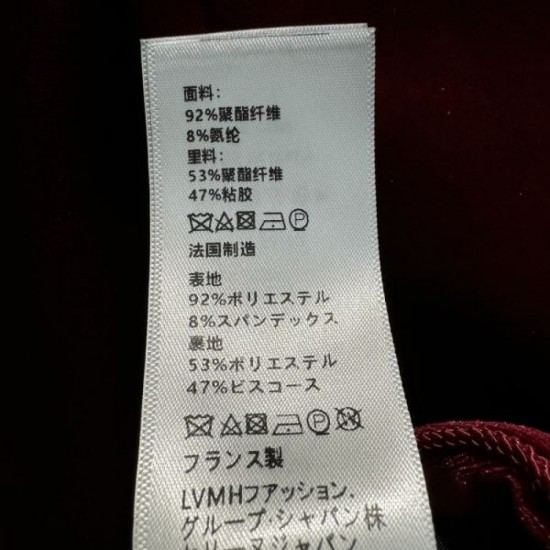 面料:
92%聚酯纤维
8%氨纶
里料:
53%聚酯纤维
47%粘胶
法国制造
表地
92%ポリエステル
8%スパンデックス
裏地
53%ポリエステル
47%ビスコース
フランス製
LVMHファッション.
グループ・ジャパン株